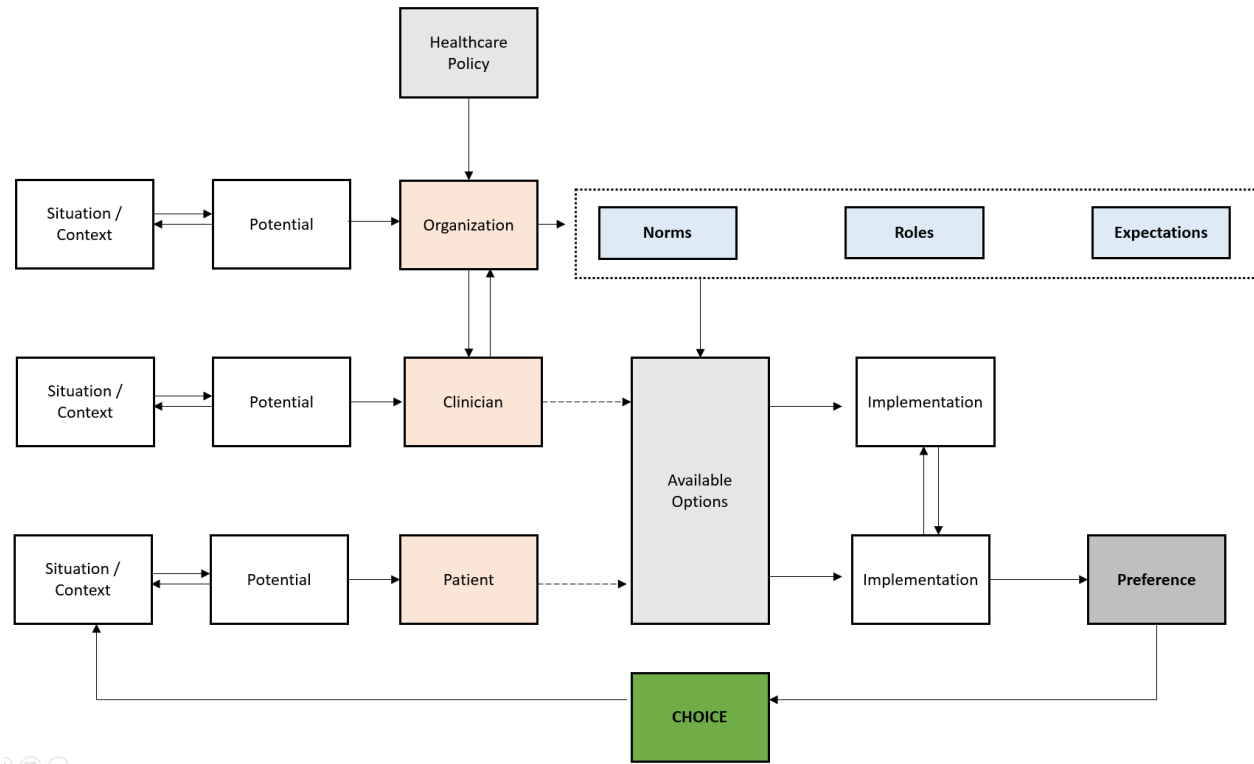 Healthcare
Policy
Situation /
Context
Potential
Organization
Norms
Roles
Expectations
Situation /
Context
Potential
Clinician
Implementation
Available
Options
Situation /
Context
Potential
Patient
Implementation
Preference
CHOICE